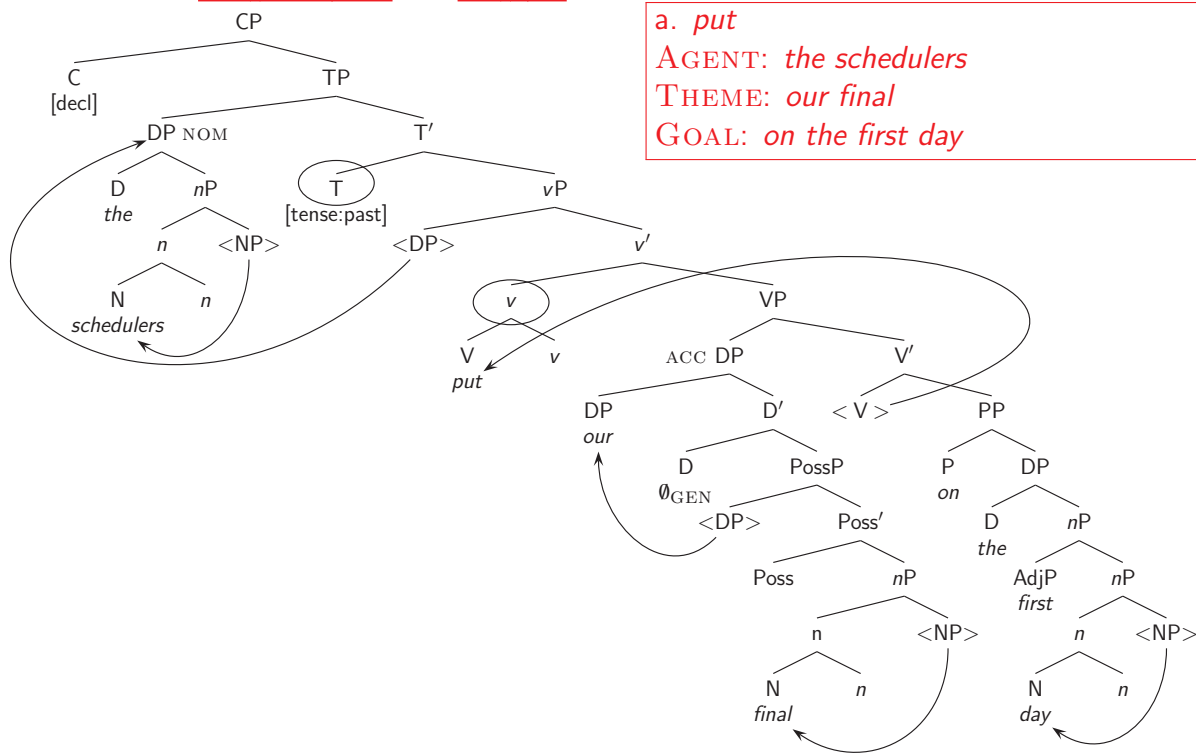 CP
a. put
C TP
AGENT: the schedulers
[decl]
THEME: our final
DP NOM T′
GOAL: on the first day
D nP T vP
the [tense:past]
n <NP> <DP> v′
N n v VP
schedulers
V v ACC DP V′
put
DP D′ < V > PP
our
D PossP P DP
∅GEN on
<DP> Poss′ D nP
the
Poss nP AdjP nP
first
n <NP> n <NP>
N n N n
final day